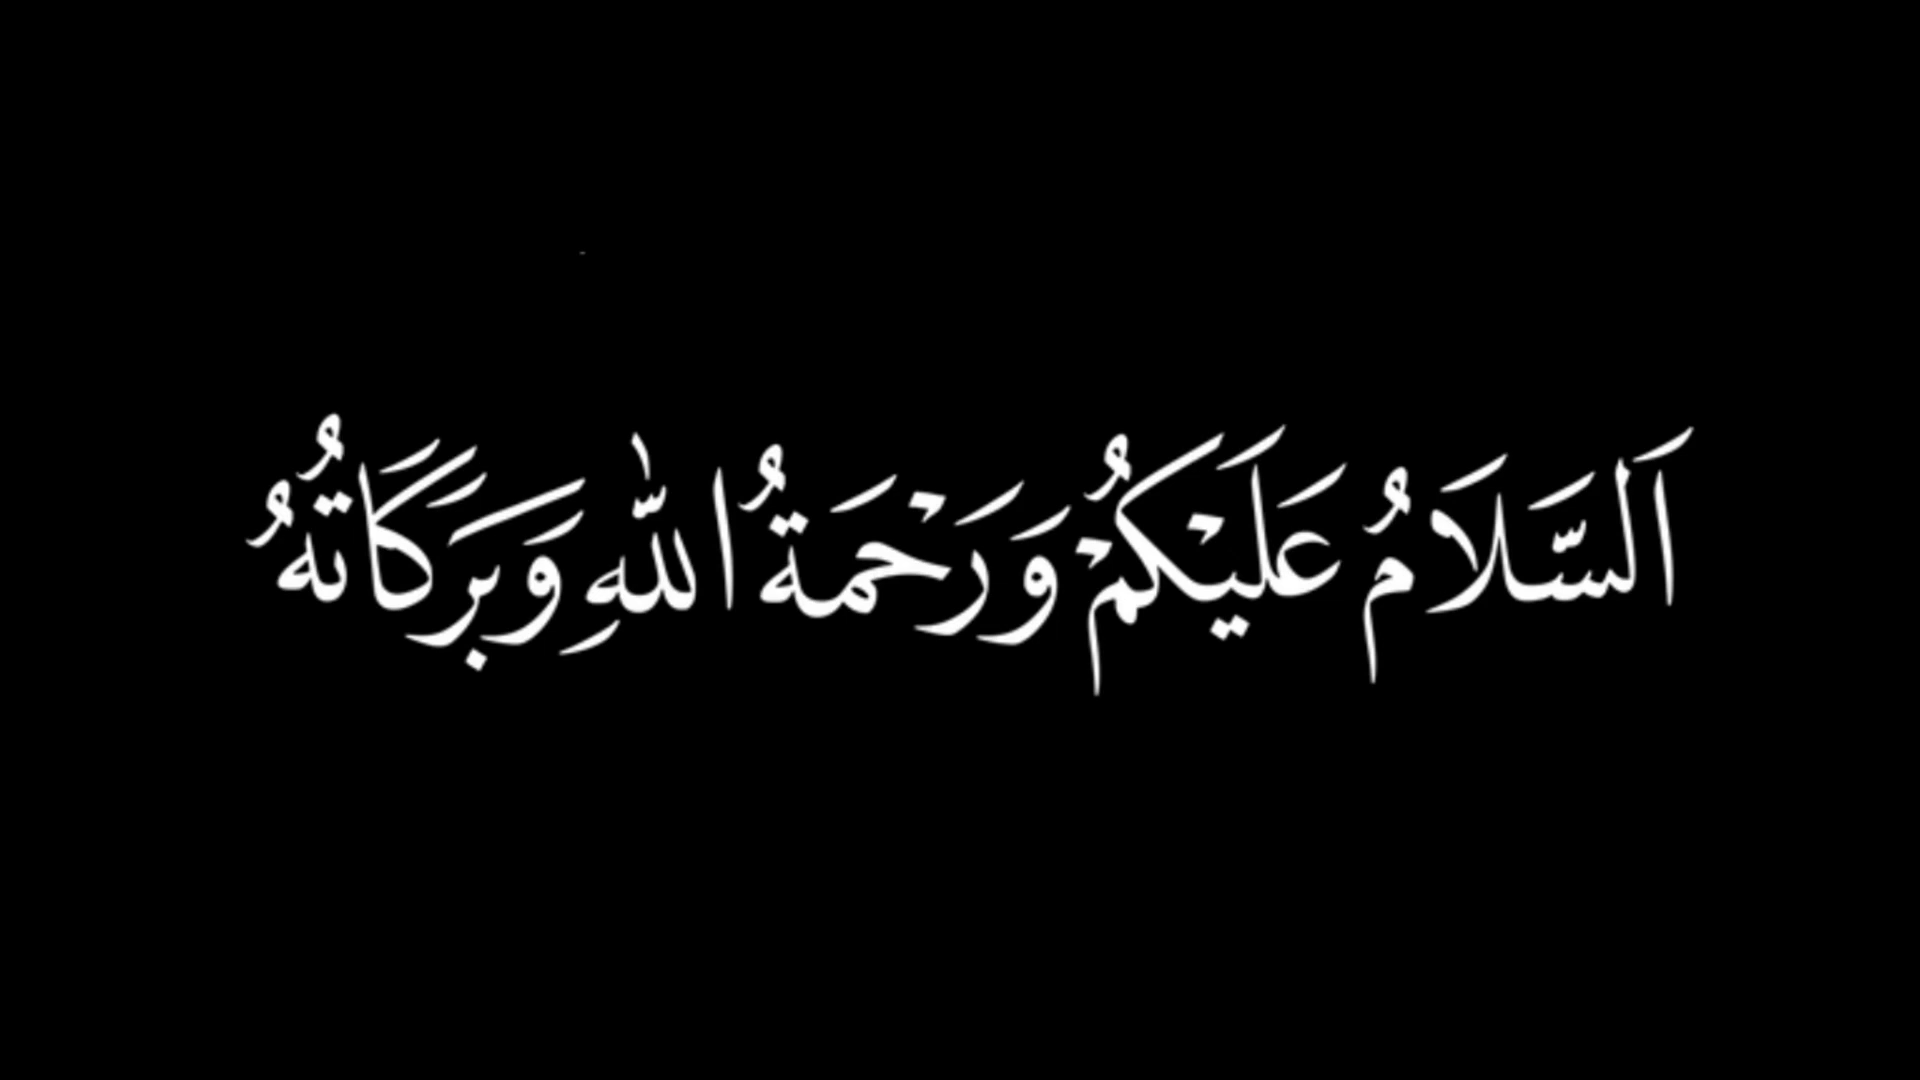 اَلسَّلَامُ عَلَيْكُمْ وَرَحْمَةُ اللّٰهِ وَبَرَكَاتُهُ